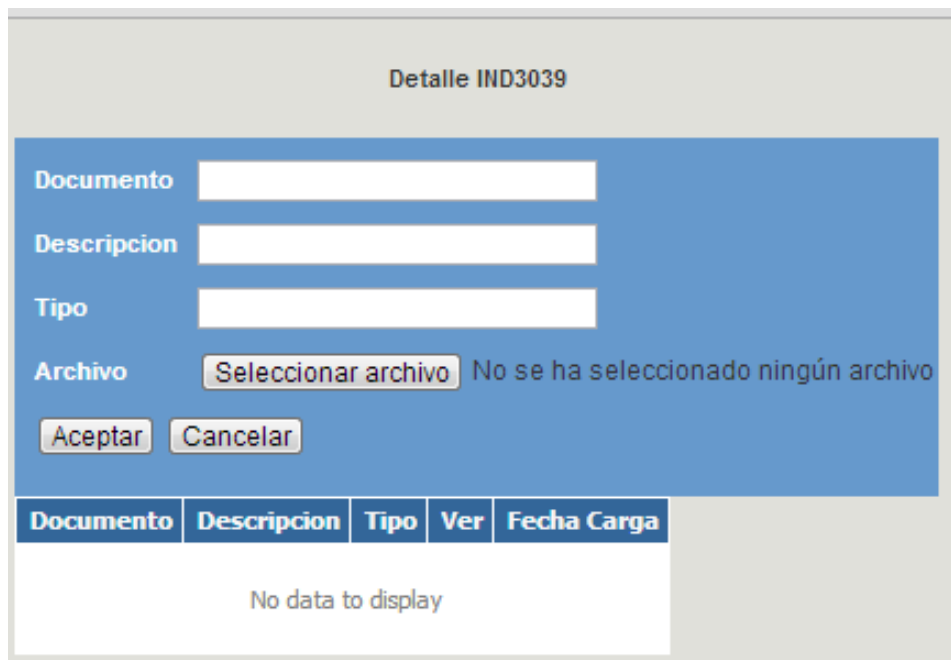 Detalle IND3039
Documento
Descripcion
Tipo
Archivo Seleccionar archivo No se ha seleccionado ningún archivo
Aceptar Cancelar
Documento Descripcion Tipo Ver Fecha Carga
No data to display